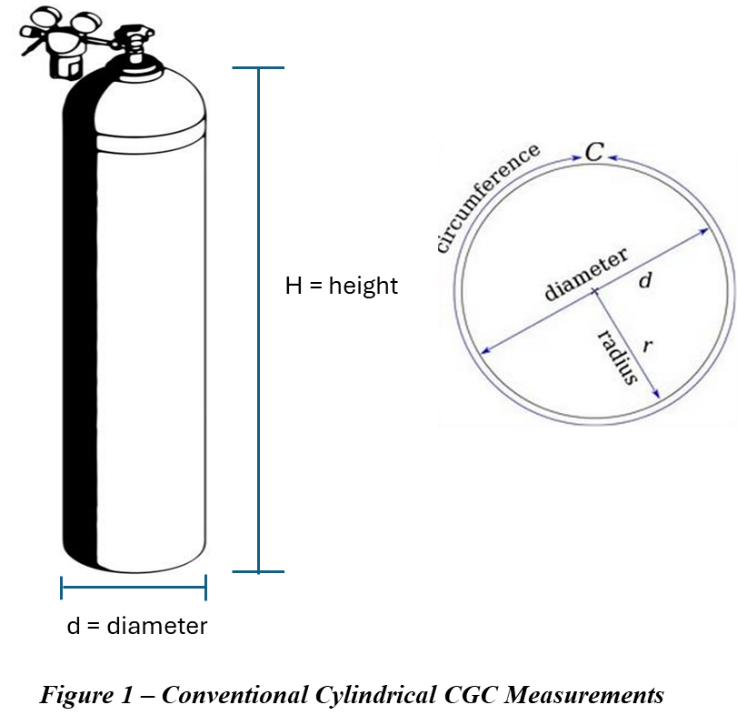 circumference
C
diameter
d
radius
r
H = height
d = diameter
Figure 1 – Conventional Cylindrical CGC Measurements